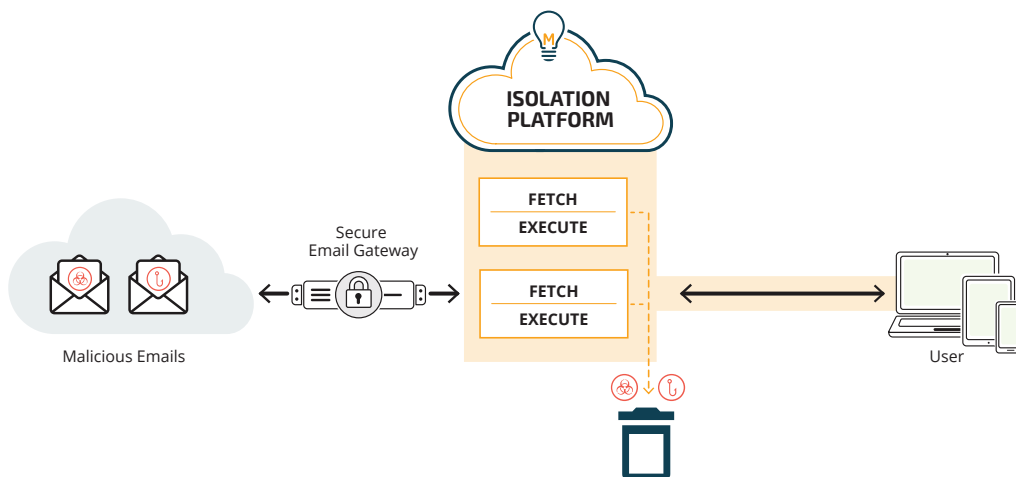 M
ISOLATION
PLATFORM
FETCH
EXECUTE
Secure
Email Gateway
FETCH
EXECUTE
Malicious Emails
User